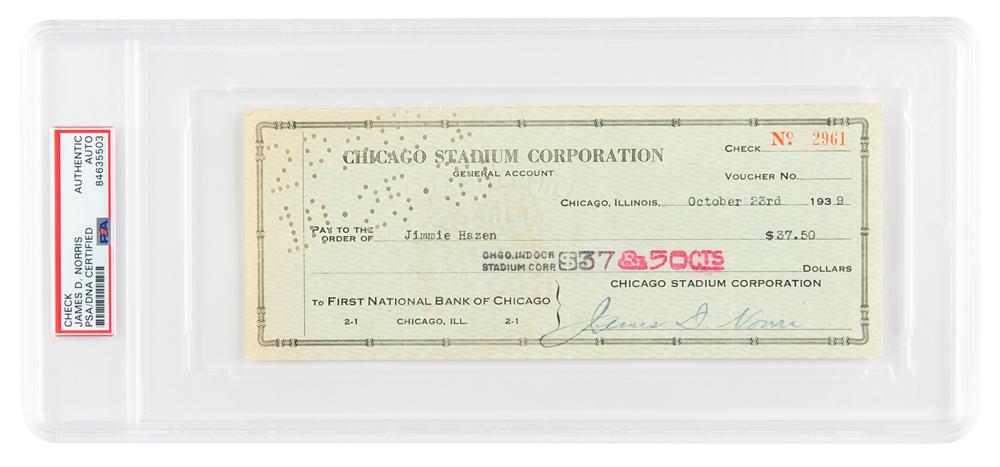 CHECK
JAMES D. NORRIS
PSA/DNA CERTIFIED
AUTHENTIC
AUTO
84635503
PSA
CHICAGO STADIUM CORPORATION
GENERAL ACCOUNT
CHECK No. 2961
VOUCHER No.
CHICAGO, ILLINOIS, October 23rd 1939
PAY TO THE
ORDER OF Jimmie Hazen $37.50
CHGO. INDOOR
STADIUM CORP. $37 & 50 CTS
DOLLARS
CHICAGO STADIUM CORPORATION
TO FIRST NATIONAL BANK OF CHICAGO
2-1 CHICAGO, ILL. 2-1
James D. Norris